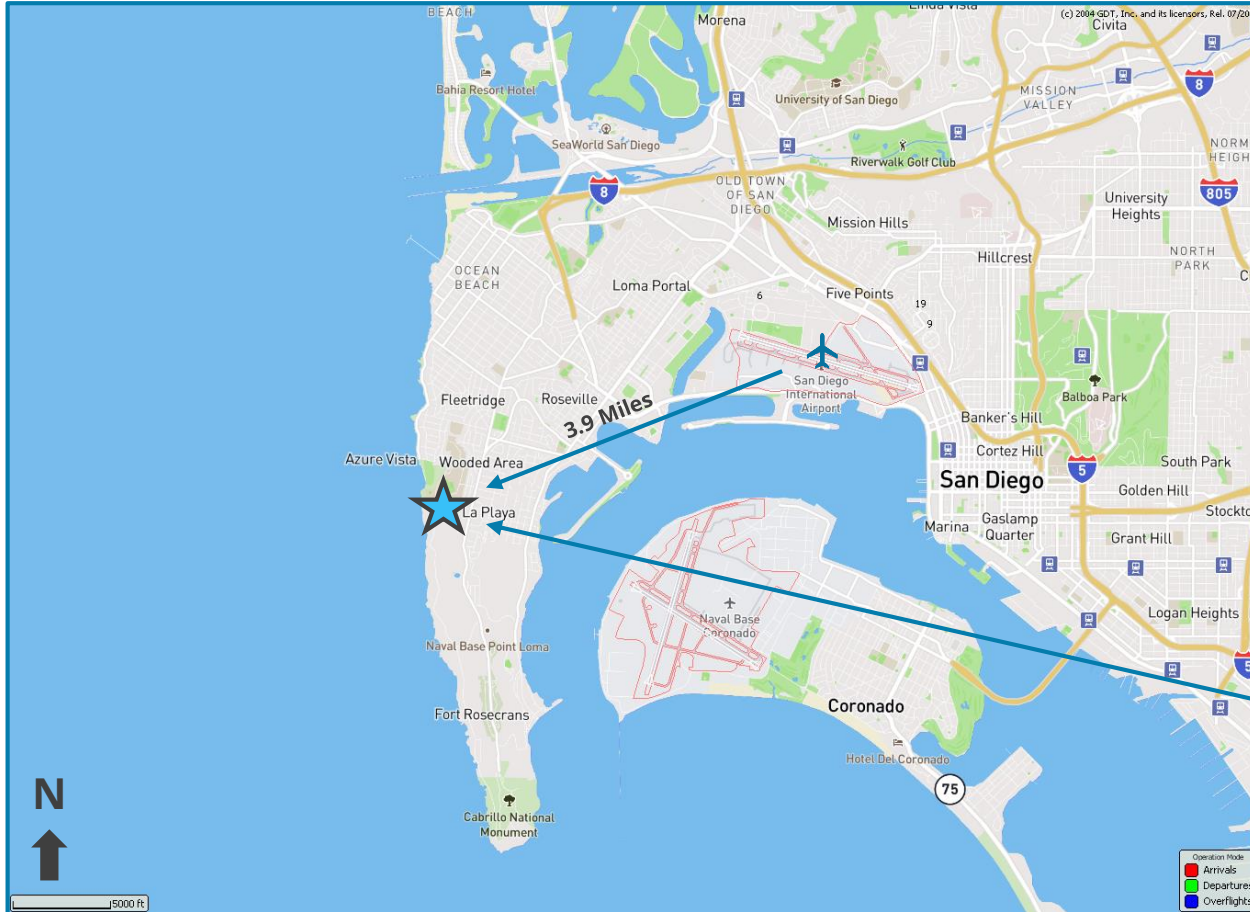 BEACH
Linda Vista
(c) 2004 GDT, Inc. and its licensors, Rel. 07/20
Morena
Civita
Bahia Resort Hotel
University of San Diego
MISSION
VALLEY
8
SeaWorld San Diego
Riverwalk Golf Club
NORM
HEIGH
8
OLD TOWN
OF SAN
DIEGO
805
University
Heights
Mission Hills
Hillcrest
NORTH
PARK
OCEAN
BEACH
Loma Portal
6
Five Points
19
9
San Diego
International
Airport
Balboa Park
Fleetridge
Roseville
3.9 Miles
Banker's Hill
Cortez Hill
5
Azure Vista
Wooded Area
South Park
San Diego
Golden Hill
La Playa
Stockto
Marina
Gaslamp
Quarter
Grant Hill
Naval Base
Coronado
Logan Heights
Naval Base Point Loma
5
Fort Rosecrans
Coronado
Hotel Del Coronado
N
75
Cabrillo National
Monument
Operation Mode
Arrivals
Departures
Overflights
5000 ft